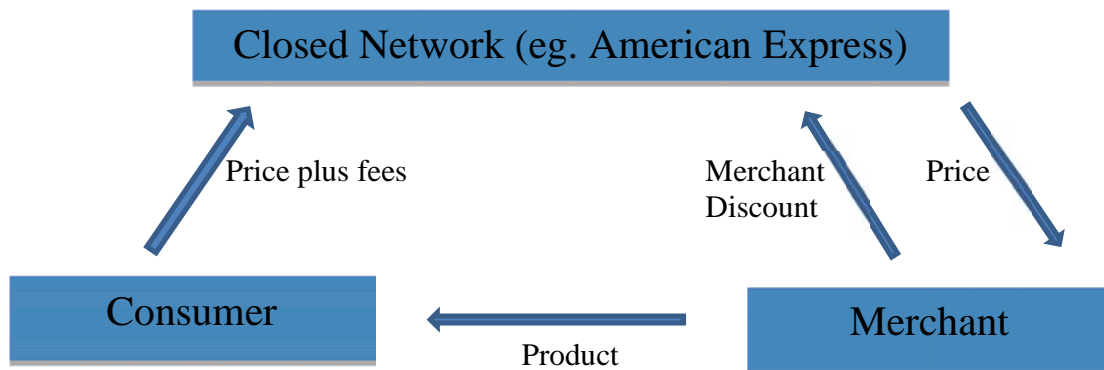 Closed Network (eg. American Express)
Price plus fees
Merchant
Discount
Price
Consumer
Merchant
Product